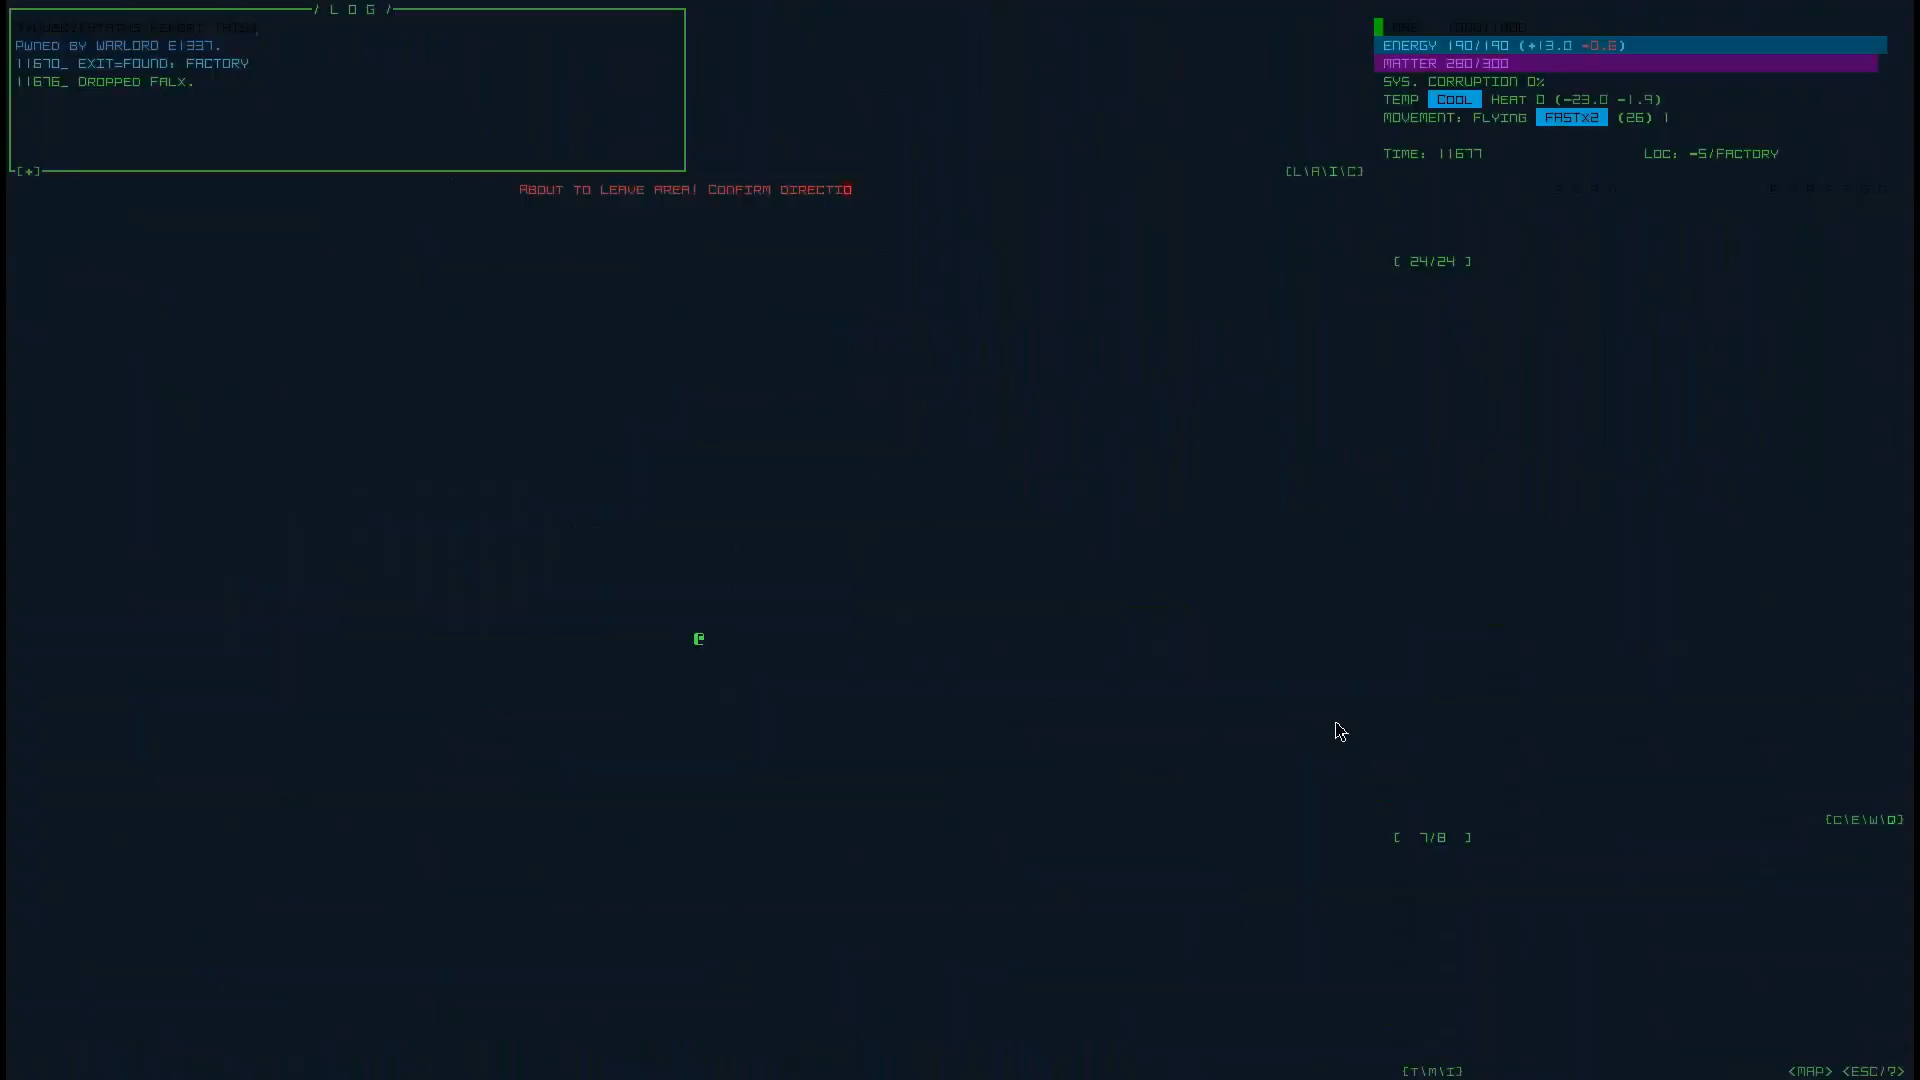 / L O G /
PWNED BY WARLORD E1337.
11670_ EXIT=FOUND: FACTORY
11676_ DROPPED FALX.
[+]
ENERGY 190/190 (+13.0 -0.6)
MATTER 280/300
SYS. CORRUPTION 0%
TEMP COOL HEAT 0 (-23.0 -1.9)
MOVEMENT: FLYING FASTx2 (26) 1
TIME: 11677 LOC: -5/FACTORY
[L\A\I\C]
ABOUT TO LEAVE AREA! CONFIRM DIRECTIO
[ 24/24 ]
[C\E\W\Q]
[ 7/8 ]
[T\M\I]
<MAP> <ESC/?>